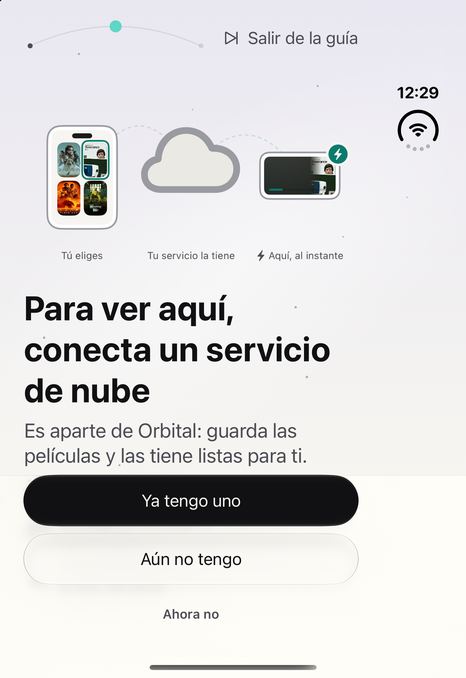 Salir de la guía
12:29
Tú eliges
Tu servicio la tiene
Aquí, al instante
Para ver aquí,
conecta un servicio
de nube
Es aparte de Orbital: guarda las
películas y las tiene listas para ti.
Ya tengo uno
Aún no tengo
Ahora no